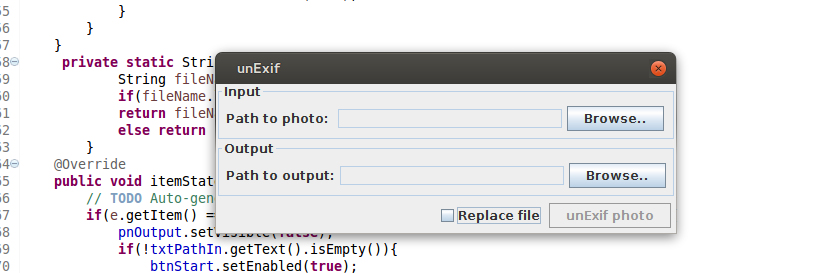 55 }
56 }
57 }
58 private static Stri
59 String fileN
60 if(fileName.
61 return fileN
62 else return
63 }
64 @Override
65 public void itemStat
66 // TODO Auto-gen
67 if(e.getItem() ==
68 pnOutput.setVisible(false);
69 if(!txtPathIn.getText().isEmpty()){
70 btnStart.setEnabled(true);
unExif
Input
Path to photo: Browse..
Output
Path to output: Browse..
Replace file unExif photo